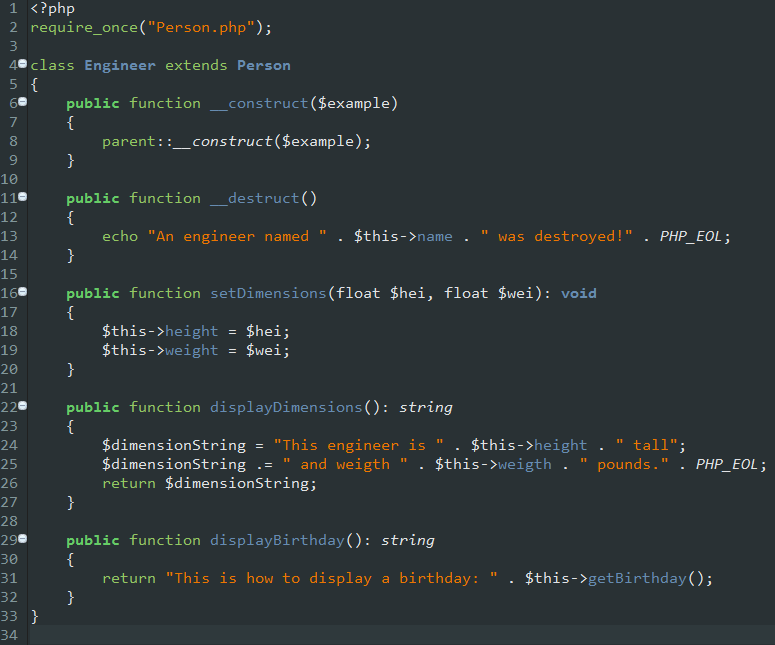 1 <?php
2 require_once("Person.php");
3
4 class Engineer extends Person
5 {
6     public function __construct($example)
7     {
8         parent::__construct($example);
9     }
10
11     public function __destruct()
12     {
13         echo "An engineer named " . $this->name . " was destroyed!" . PHP_EOL;
14     }
15
16     public function setDimensions(float $hei, float $wei): void
17     {
18         $this->height = $hei;
19         $this->weight = $wei;
20     }
21
22     public function displayDimensions(): string
23     {
24         $dimensionString = "This engineer is " . $this->height . " tall";
25         $dimensionString .= " and weigth " . $this->weigth . " pounds." . PHP_EOL;
26         return $dimensionString;
27     }
28
29     public function displayBirthday(): string
30     {
31         return "This is how to display a birthday: " . $this->getBirthday();
32     }
33 }
34